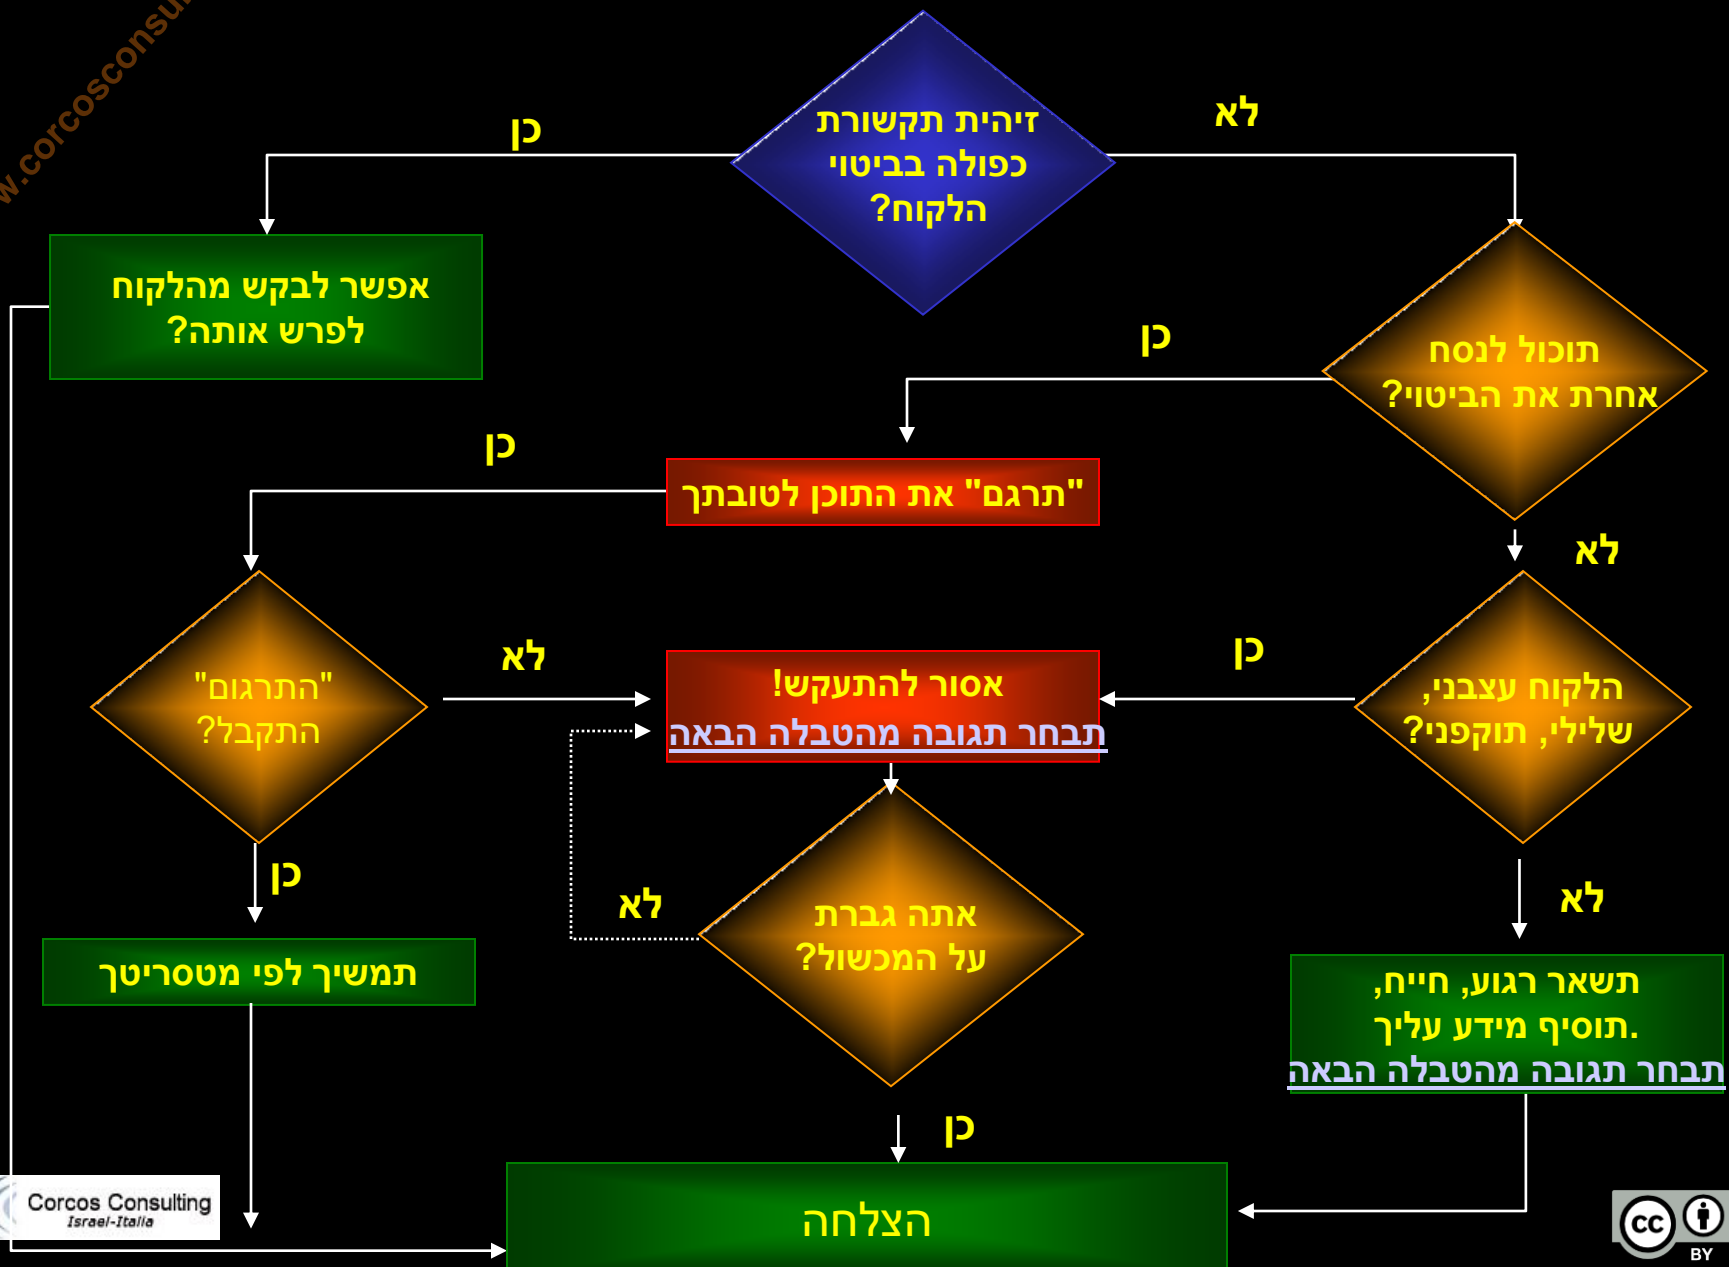 w.corcosconsu
זיהית תקשורת
כפולה בביטוי
הלקוח?
כן
לא
אפשר לבקש מהלקוח
לפרש אותה?
תוכול לנסח
אחרת את הביטוי?
כן
"תרגם" את התוכן לטובתך
כן
לא
"התרגום"
התקבל?
לא
אסור להתעקש!
תבחר תגובה מהטבלה הבאה
כן
הלקוח עצבני,
שלילי, תוקפני?
כן
תמשיך לפי מטסריטך
לא
אתה גברת
על המכשול?
לא
תשאר רגוע, חייח,
תוסיף מידע עליך.
תבחר תגובה מהטבלה הבאה
כן
הצלחה
Corcos Consulting
Israel-Italia
cc
BY